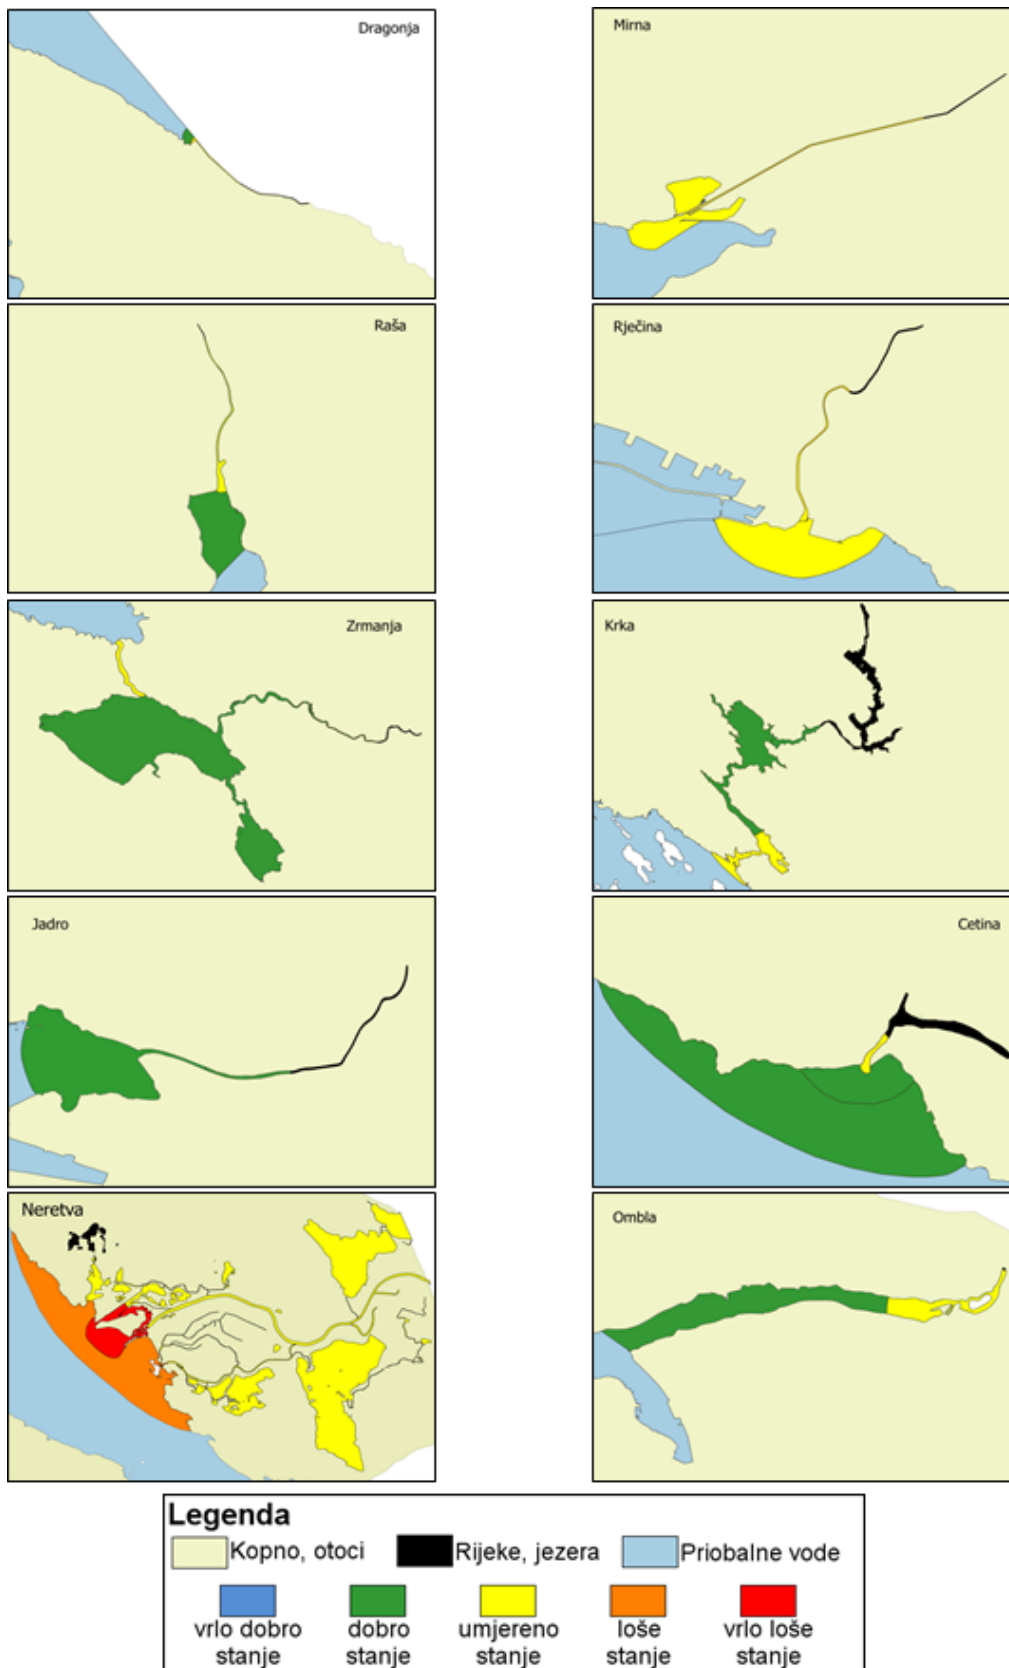 Dragonja
Mirna
Raša
Rječina
Zrmanja
Krka
Jadro
Cetina
Neretva
Ombla
Legenda
Kopno, otoci
Rijeke, jezera
Priobalne vode
vrlo dobro
stanje
dobro
stanje
umjereno
stanje
loše
stanje
vrlo loše
stanje